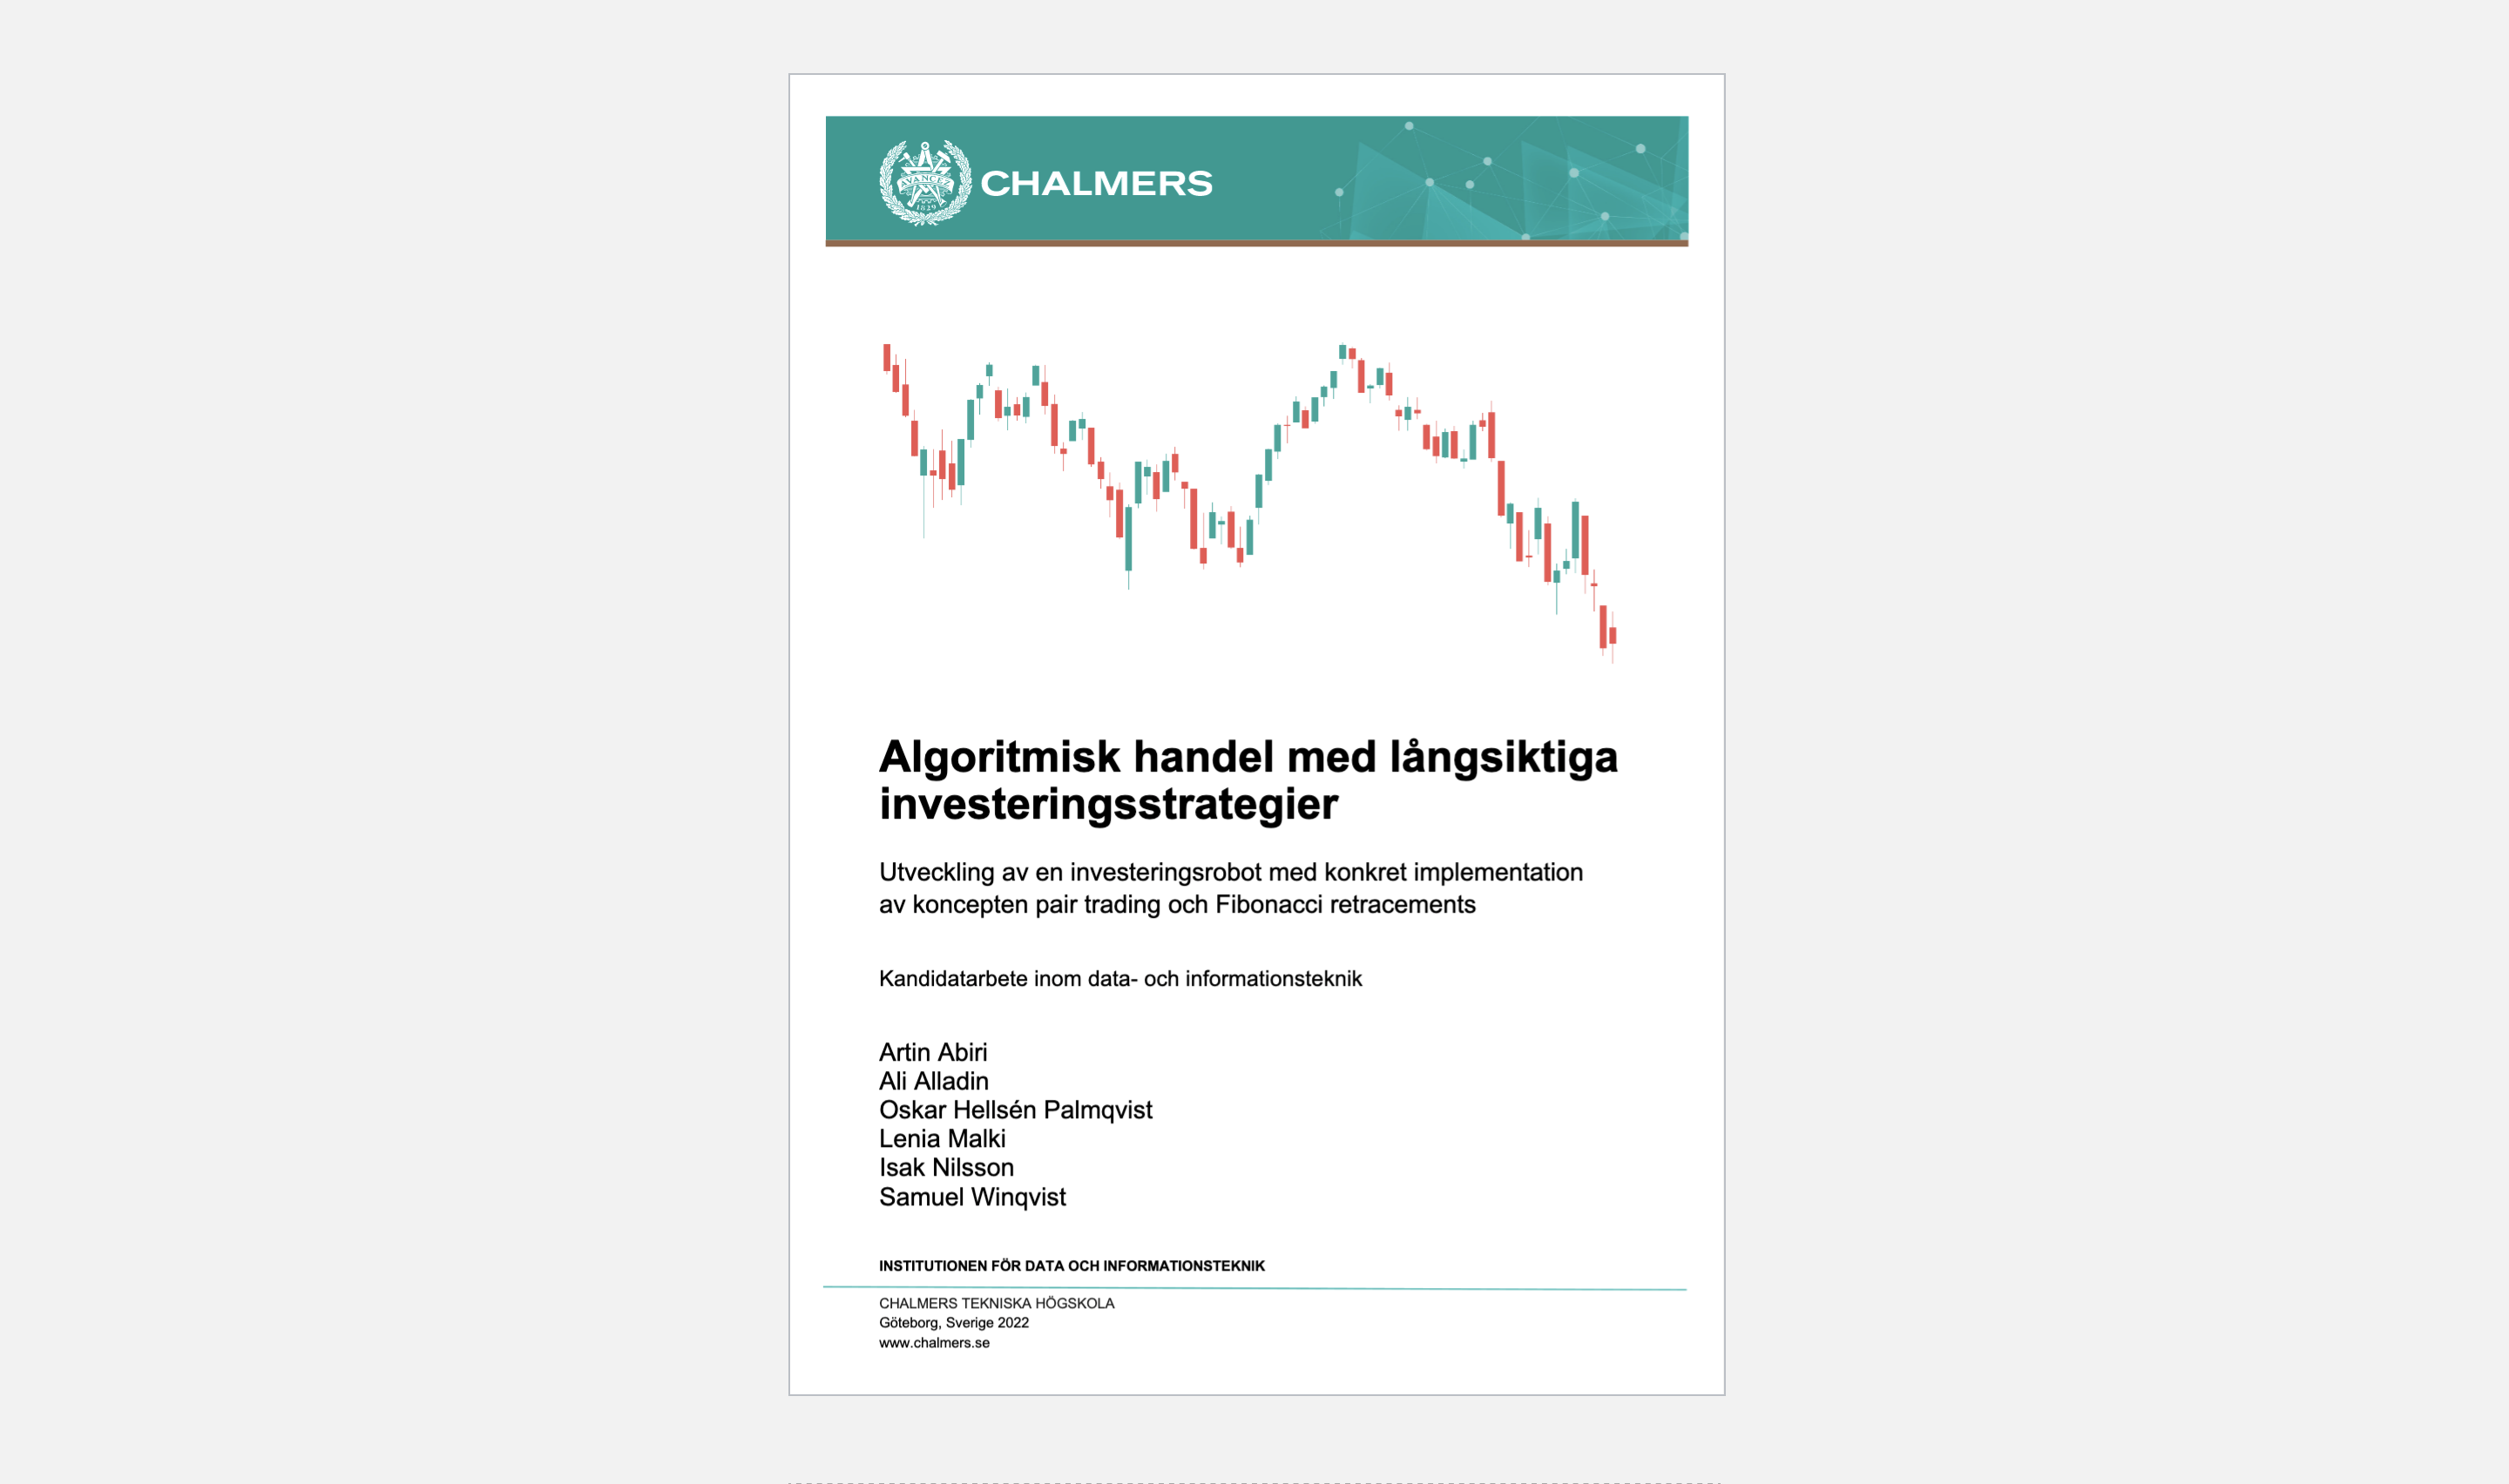 AVANCEZ
1829
CHALMERS
Algoritmisk handel med långsiktiga
investeringsstrategier
Utveckling av en investeringsrobot med konkret implementation
av koncepten pair trading och Fibonacci retracements
Kandidatarbete inom data- och informationsteknik
Artin Abiri
Ali Alladin
Oskar Hellsén Palmqvist
Lenia Malki
Isak Nilsson
Samuel Winqvist
INSTITUTIONEN FÖR DATA OCH INFORMATIONSTEKNIK
CHALMERS TEKNISKA HÖGSKOLA
Göteborg, Sverige 2022
www.chalmers.se